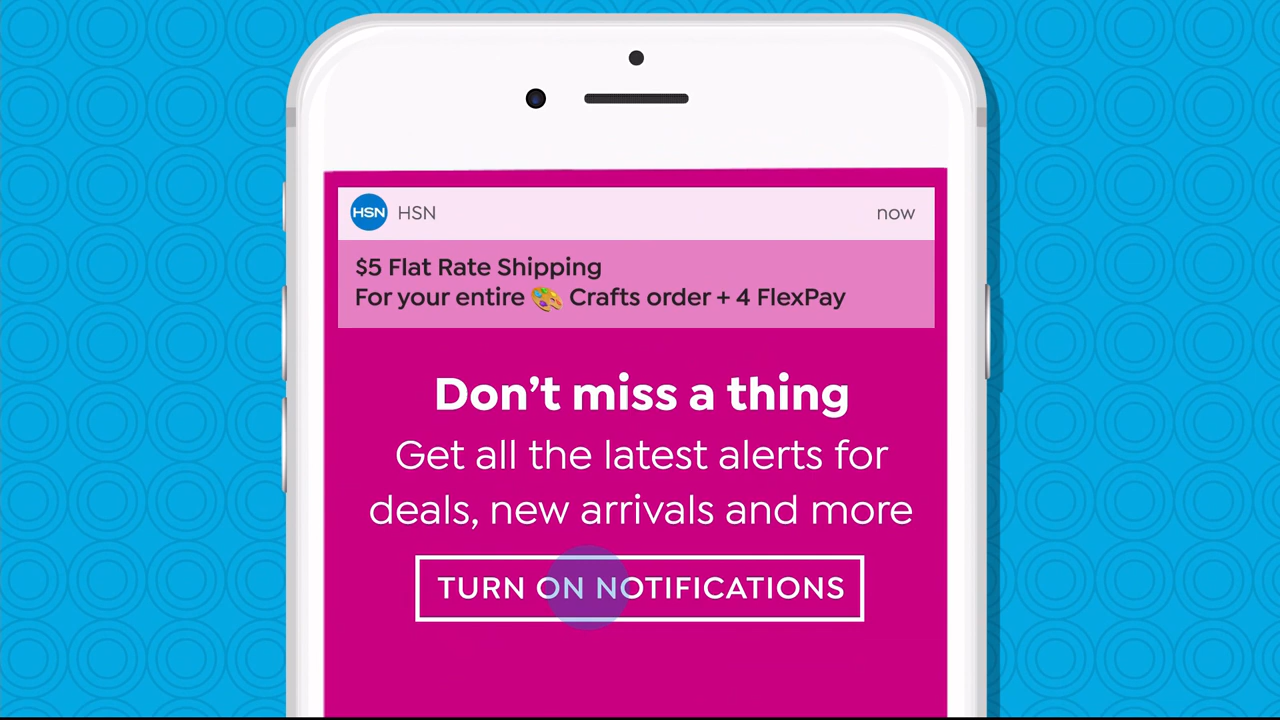 HSN HSN now
$5 Flat Rate Shipping
For your entire 🎨 Crafts order + 4 FlexPay
Don't miss a thing
Get all the latest alerts for
deals, new arrivals and more
TURN ON NOTIFICATIONS